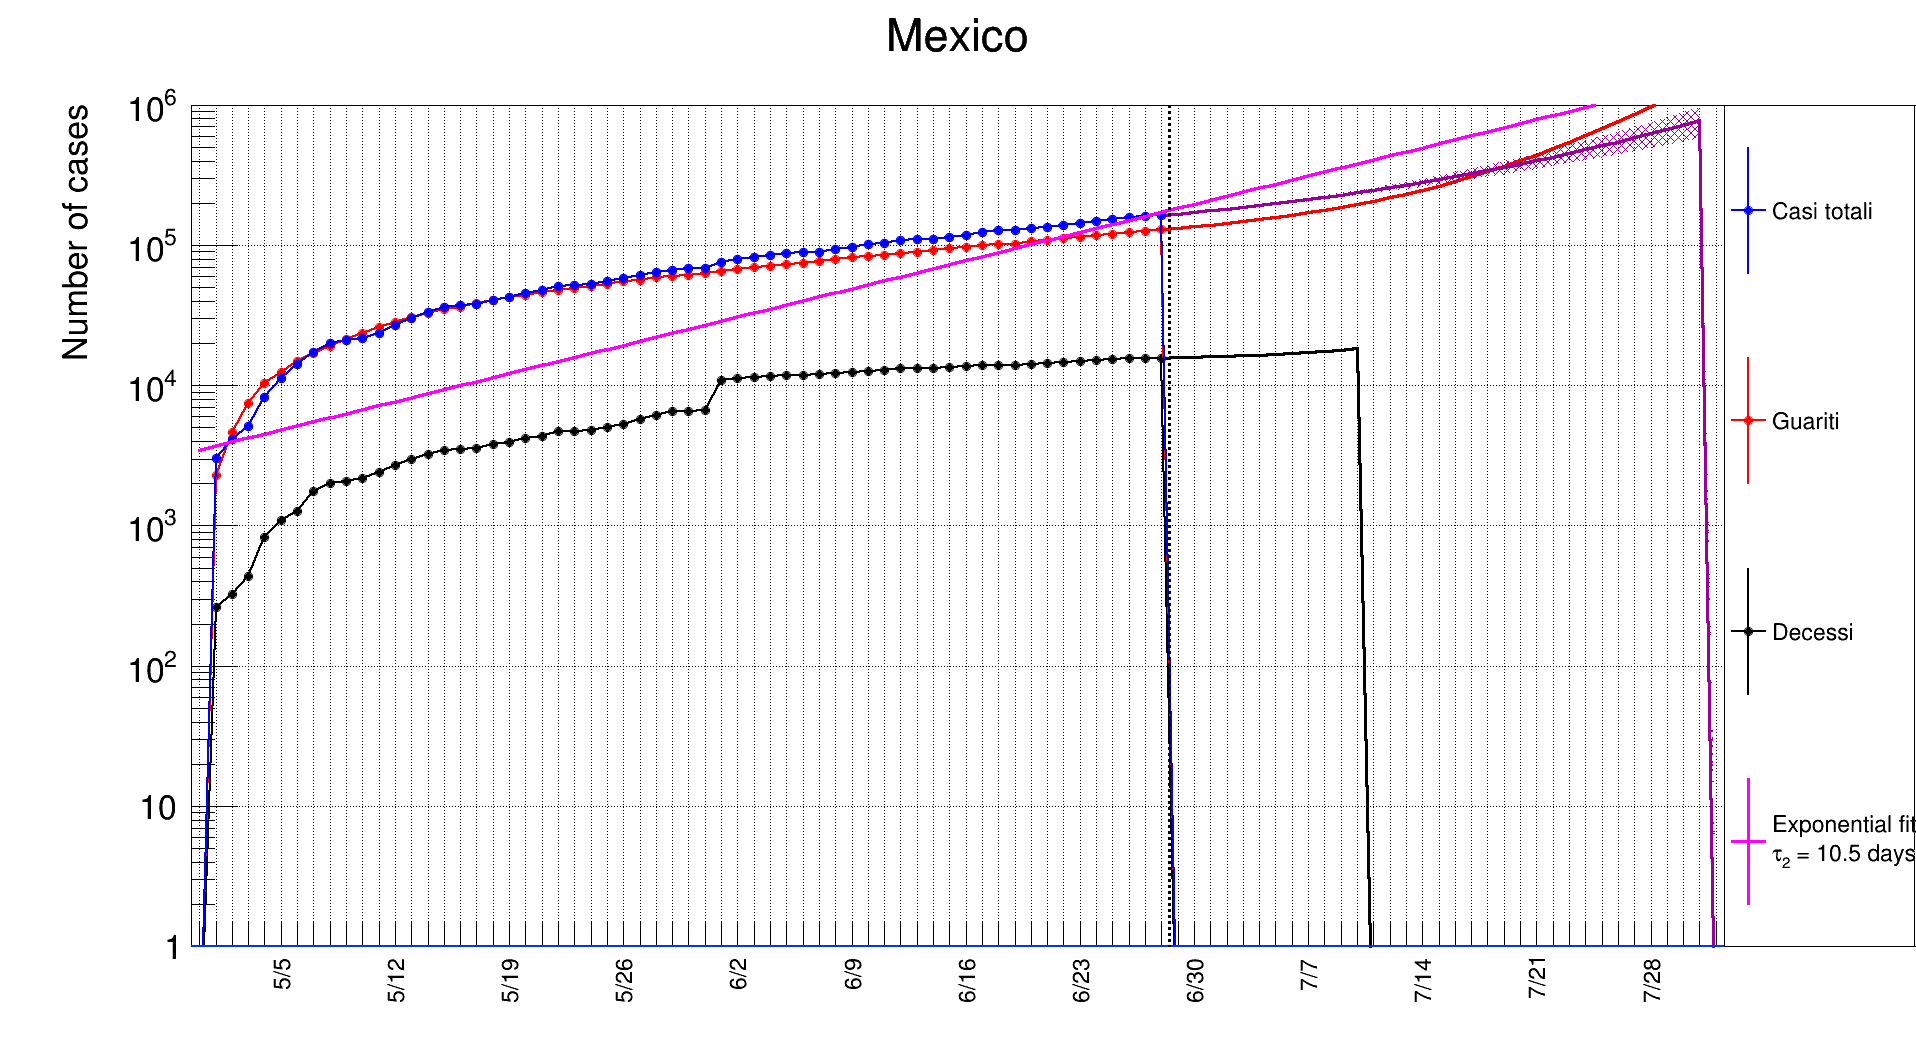 Mexico
Number of cases
10^6
10^5
10^4
10^3
10^2
10
1
5/5
5/12
5/19
5/26
6/2
6/9
6/16
6/23
6/30
7/7
7/14
7/21
7/28
Casi totali
Guariti
Decessi
Exponential fit
τ₂ = 10.5 days